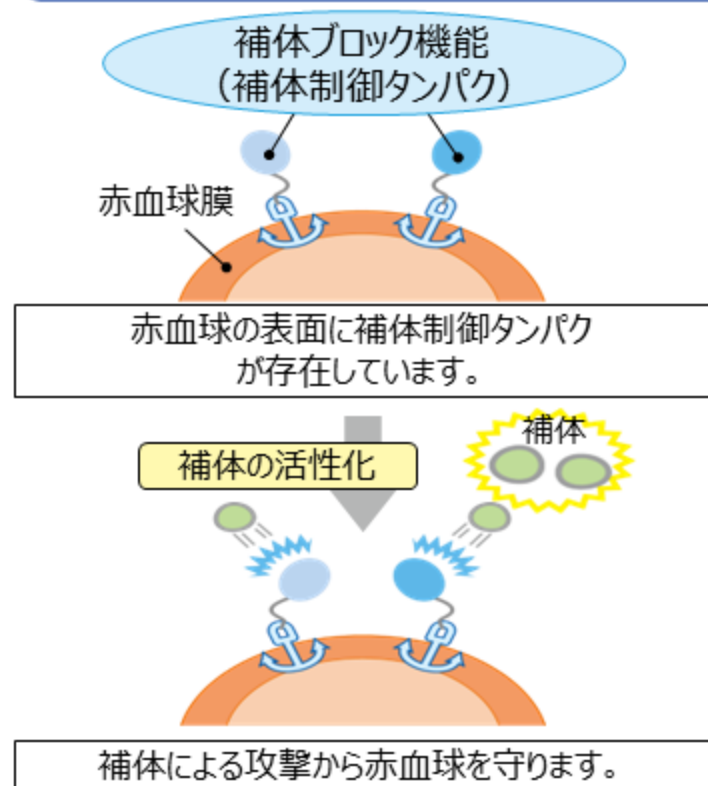 補体ブロック機能
（補体制御タンパク）
赤血球膜
赤血球の表面に補体制御タンパク
が存在しています。
補体
補体の活性化
補体による攻撃から赤血球を守ります。